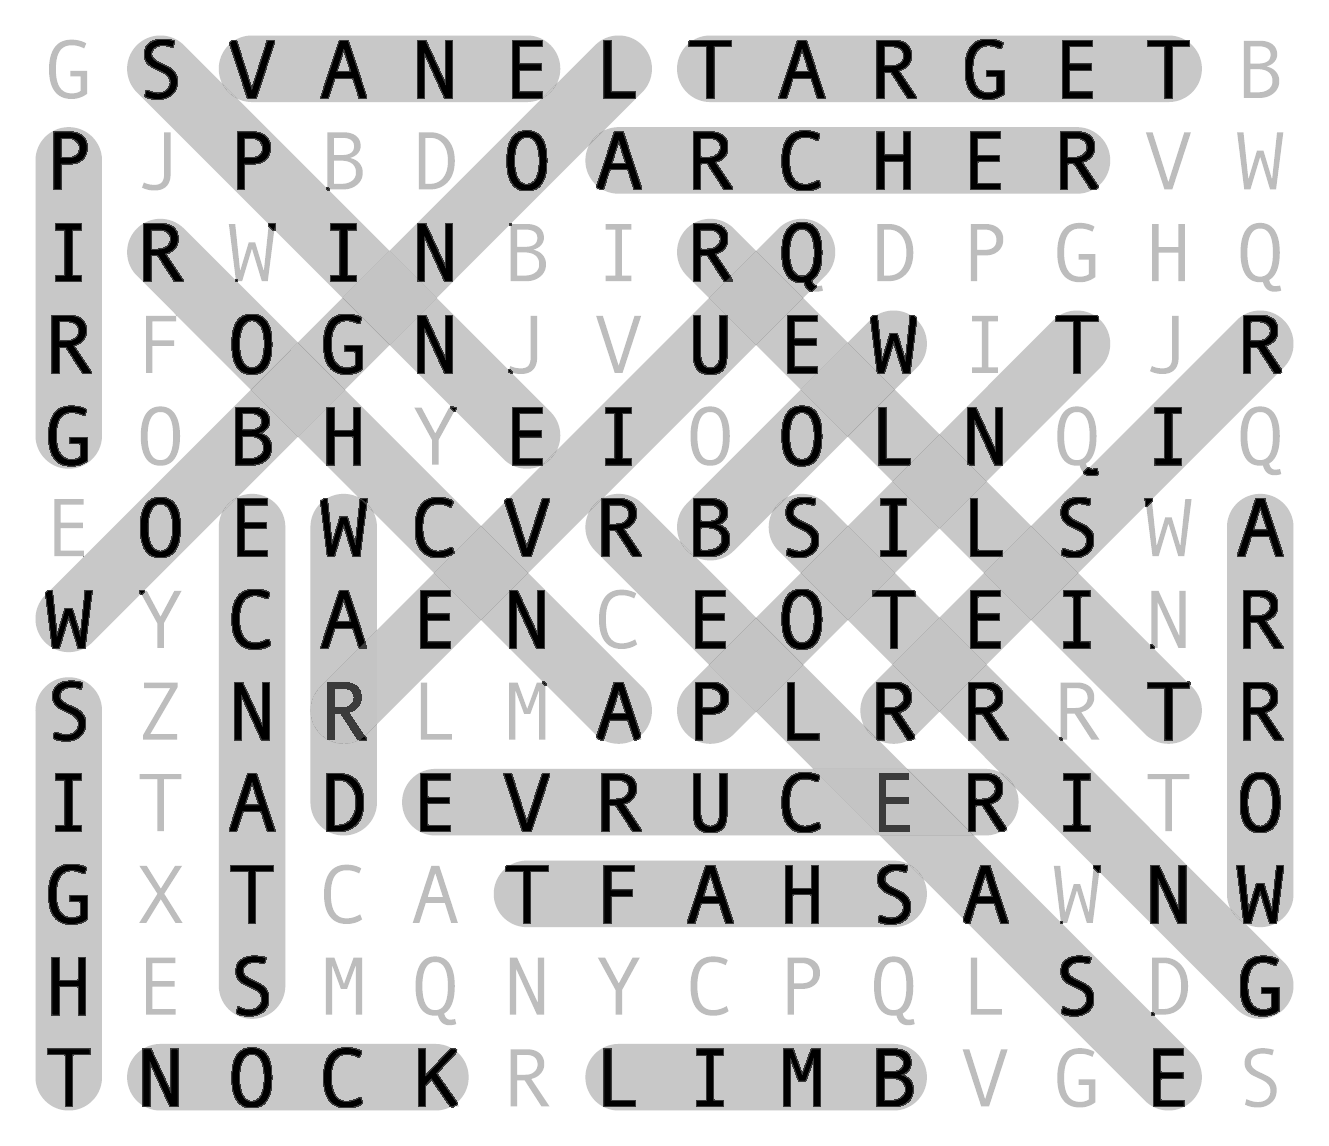 G S V A N E L T A R G E T B
P J P B D O A R C H E R V W
I R W I N B I R Q D P G H Q
R F O G N J V U E W I T J R
G O B H Y E I O O L N Q I Q
E O E W C V R B S I L S W A
W Y C A E N C E O T E I N R
S Z N R L M A P L R R R T R
I T A D E V R U C E R I T O
G X T C A T F A H S A W N W
H E S M Q N Y C P Q L S D G
T N O C K R L I M B V G E S